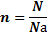 n = N/Na